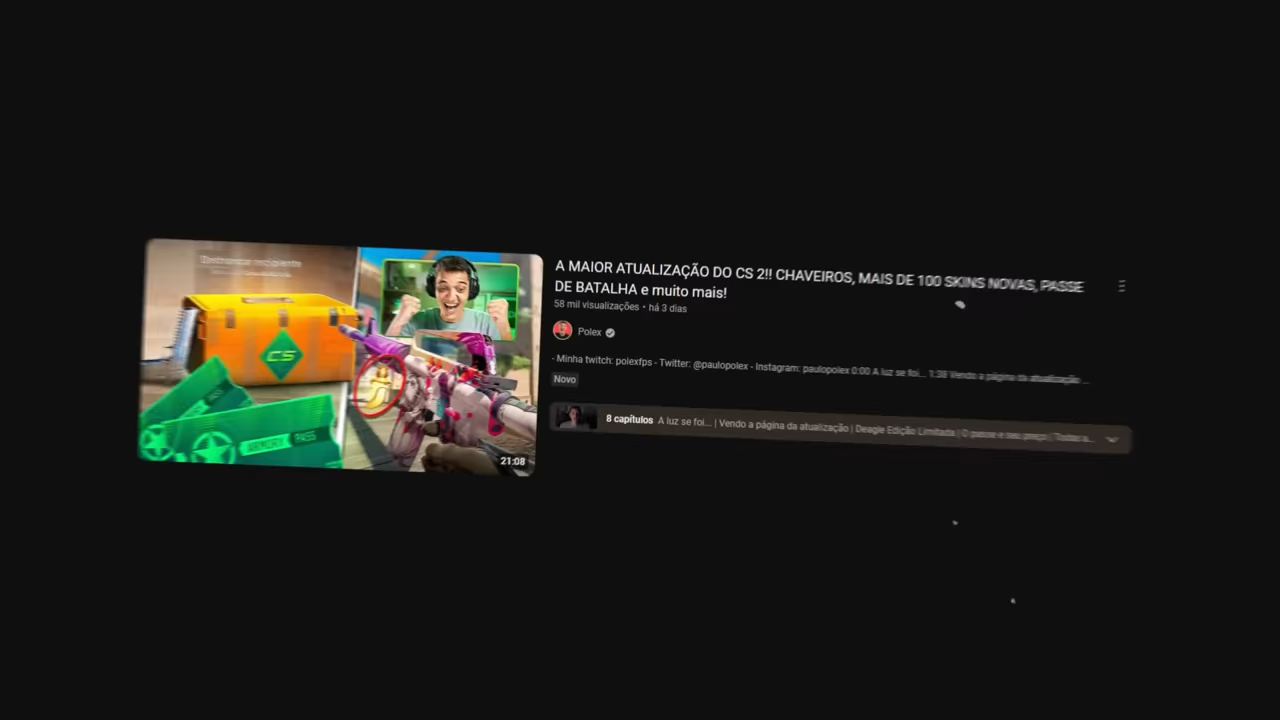 Destrancar recipiente
CS
PASS
ARMORY PASS
21:08
A MAIOR ATUALIZAÇÃO DO CS 2!! CHAVEIROS, MAIS DE 100 SKINS NOVAS, PASSE
DE BATALHA e muito mais!
58 mil visualizações • há 3 dias
Polex
- Minha twitch: polexfps - Twitter: @paulopolex - Instagram: paulopolex 0:00 A luz se foi... 1:38 Vendo a página da atualização ...
Novo
8 capítulos A luz se foi... | Vendo a página da atualização | Deagle Edição Limitada | O passe e seu preço | Todas a...